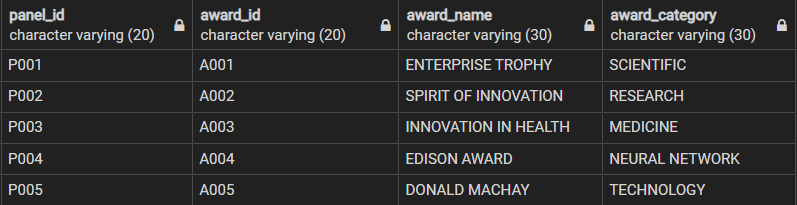 panel_id award_id award_name award_category
character varying (20) character varying (20) character varying (30) character varying (30)
P001 A001 ENTERPRISE TROPHY SCIENTIFIC
P002 A002 SPIRIT OF INNOVATION RESEARCH
P003 A003 INNOVATION IN HEALTH MEDICINE
P004 A004 EDISON AWARD NEURAL NETWORK
P005 A005 DONALD MACHAY TECHNOLOGY